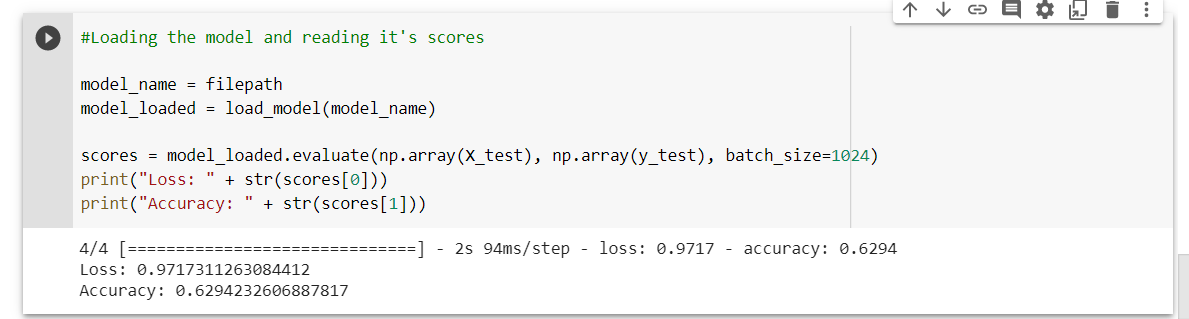 #Loading the model and reading it's scores
model_name = filepath
model_loaded = load_model(model_name)
scores = model_loaded.evaluate(np.array(X_test), np.array(y_test), batch_size=1024)
print("Loss: " + str(scores[0]))
print("Accuracy: " + str(scores[1]))
4/4 [==============================] - 2s 94ms/step - loss: 0.9717 - accuracy: 0.6294
Loss: 0.9717311263084412
Accuracy: 0.6294232606887817